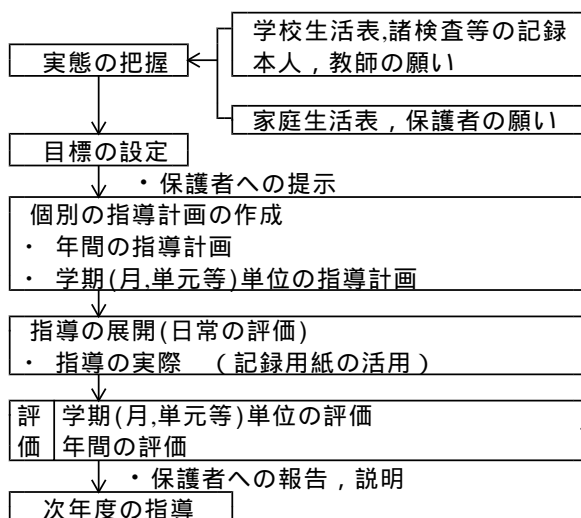 学校生活表,諸検査等の記録
本人，教師の願い
実態の把握
家庭生活表，保護者の願い
目標の設定
・保護者への提示
個別の指導計画の作成
・ 年間の指導計画
・ 学期(月,単元等)単位の指導計画
指導の展開(日常の評価)
・ 指導の実際 （記録用紙の活用）
評価
学期(月,単元等)単位の評価
年間の評価
・保護者への報告，説明
次年度の指導